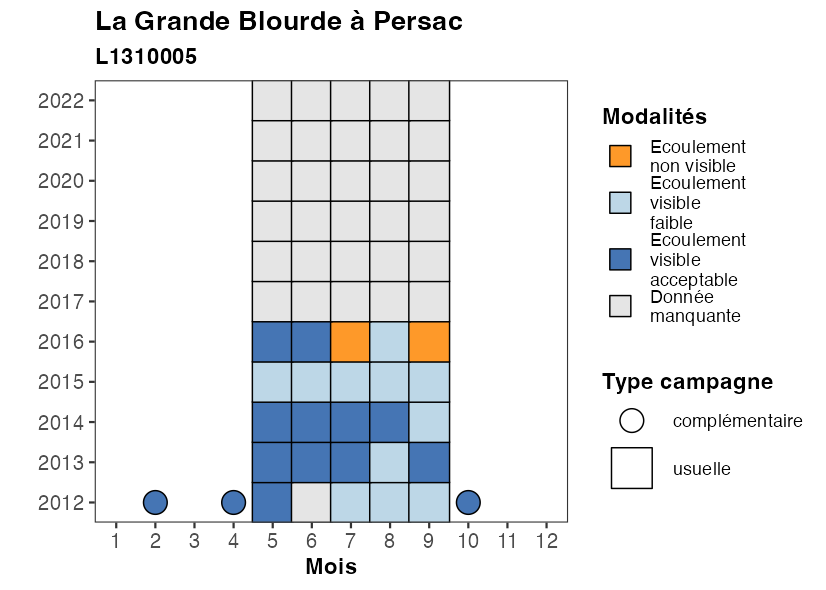 La Grande Blourde à Persac
L1310005
2022
2021
2020
2019
2018
2017
2016
2015
2014
2013
2012
1 2 3 4 5 6 7 8 9 10 11 12
Mois
Modalités
Ecoulement
non visible
Ecoulement
visible
faible
Ecoulement
visible
acceptable
Donnée
manquante
Type campagne
complémentaire
usuelle